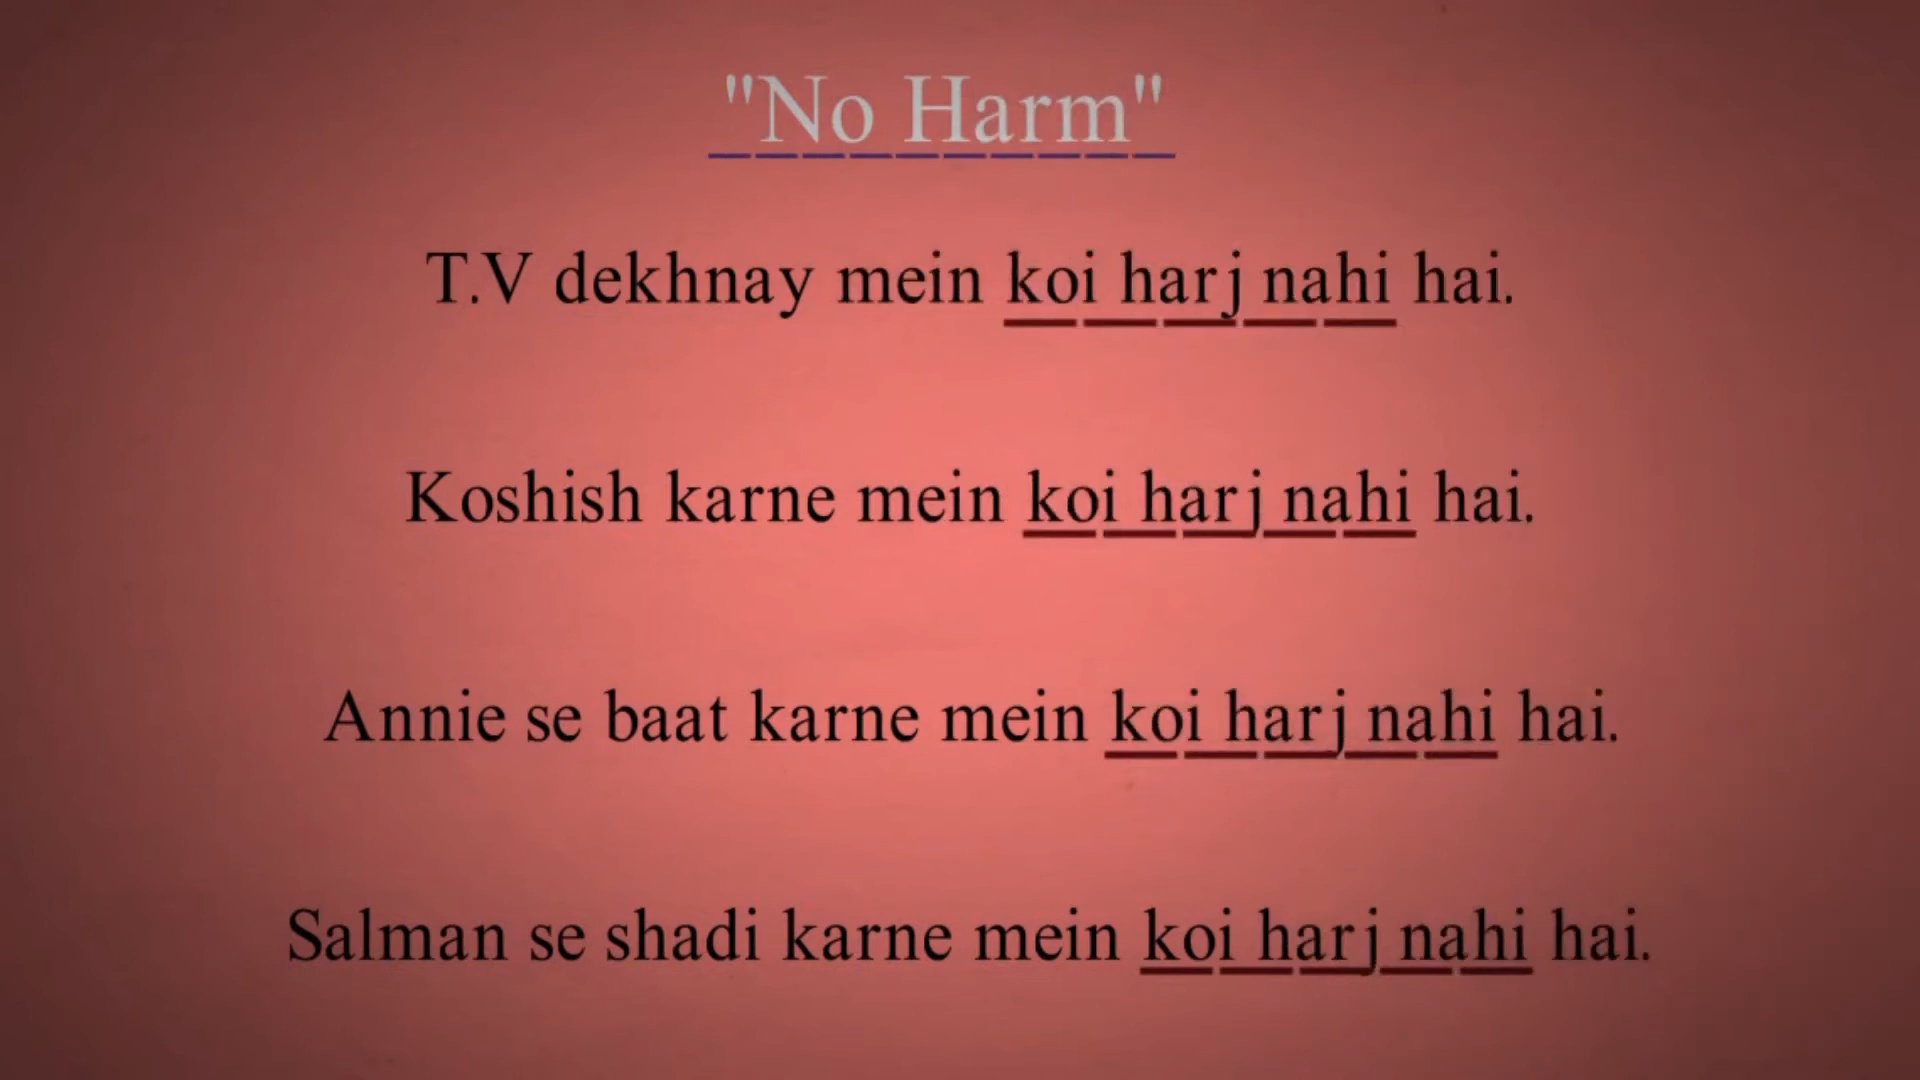 "No Harm"
T.V dekhnay mein koi harj nahi hai.
Koshish karne mein koi harj nahi hai.
Annie se baat karne mein koi harj nahi hai.
Salman se shadi karne mein koi harj nahi hai.